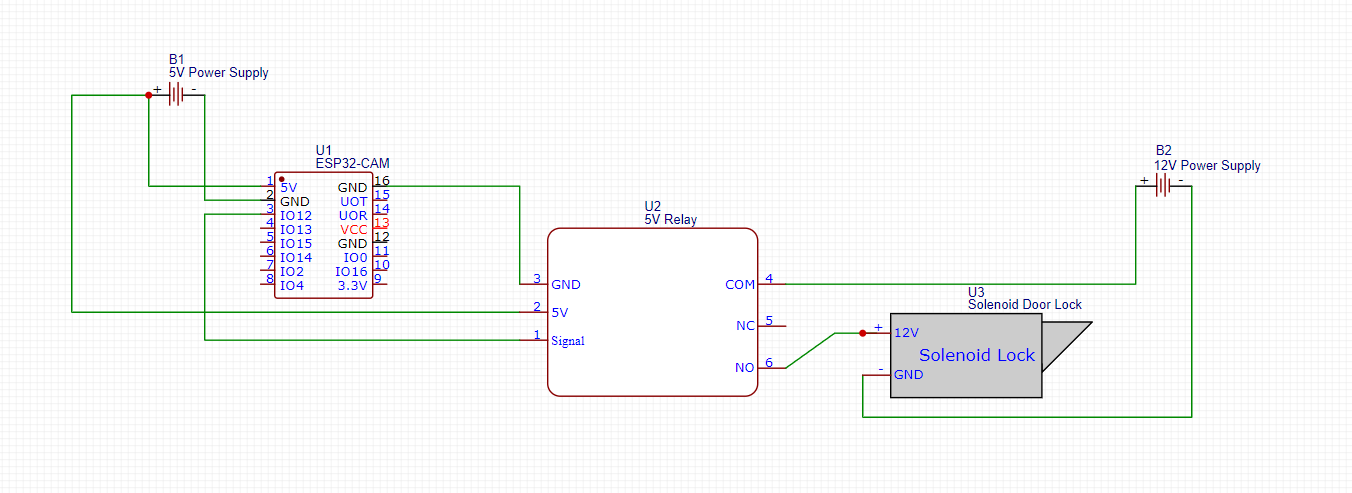 B1
5V Power Supply
+ -
U1
ESP32-CAM
1 5V GND 16
2 GND UOT 15
3 IO12 UOR 14
4 IO13 VCC 13
5 IO15 GND 12
6 IO14 IO0 11
7 IO2 IO16 10
8 IO4 3.3V 9
U2
5V Relay
3 GND
2 5V
1 Signal
COM 4
NC 5
NO 6
B2
12V Power Supply
+ -
U3
Solenoid Door Lock
+ 12V
Solenoid Lock
- GND